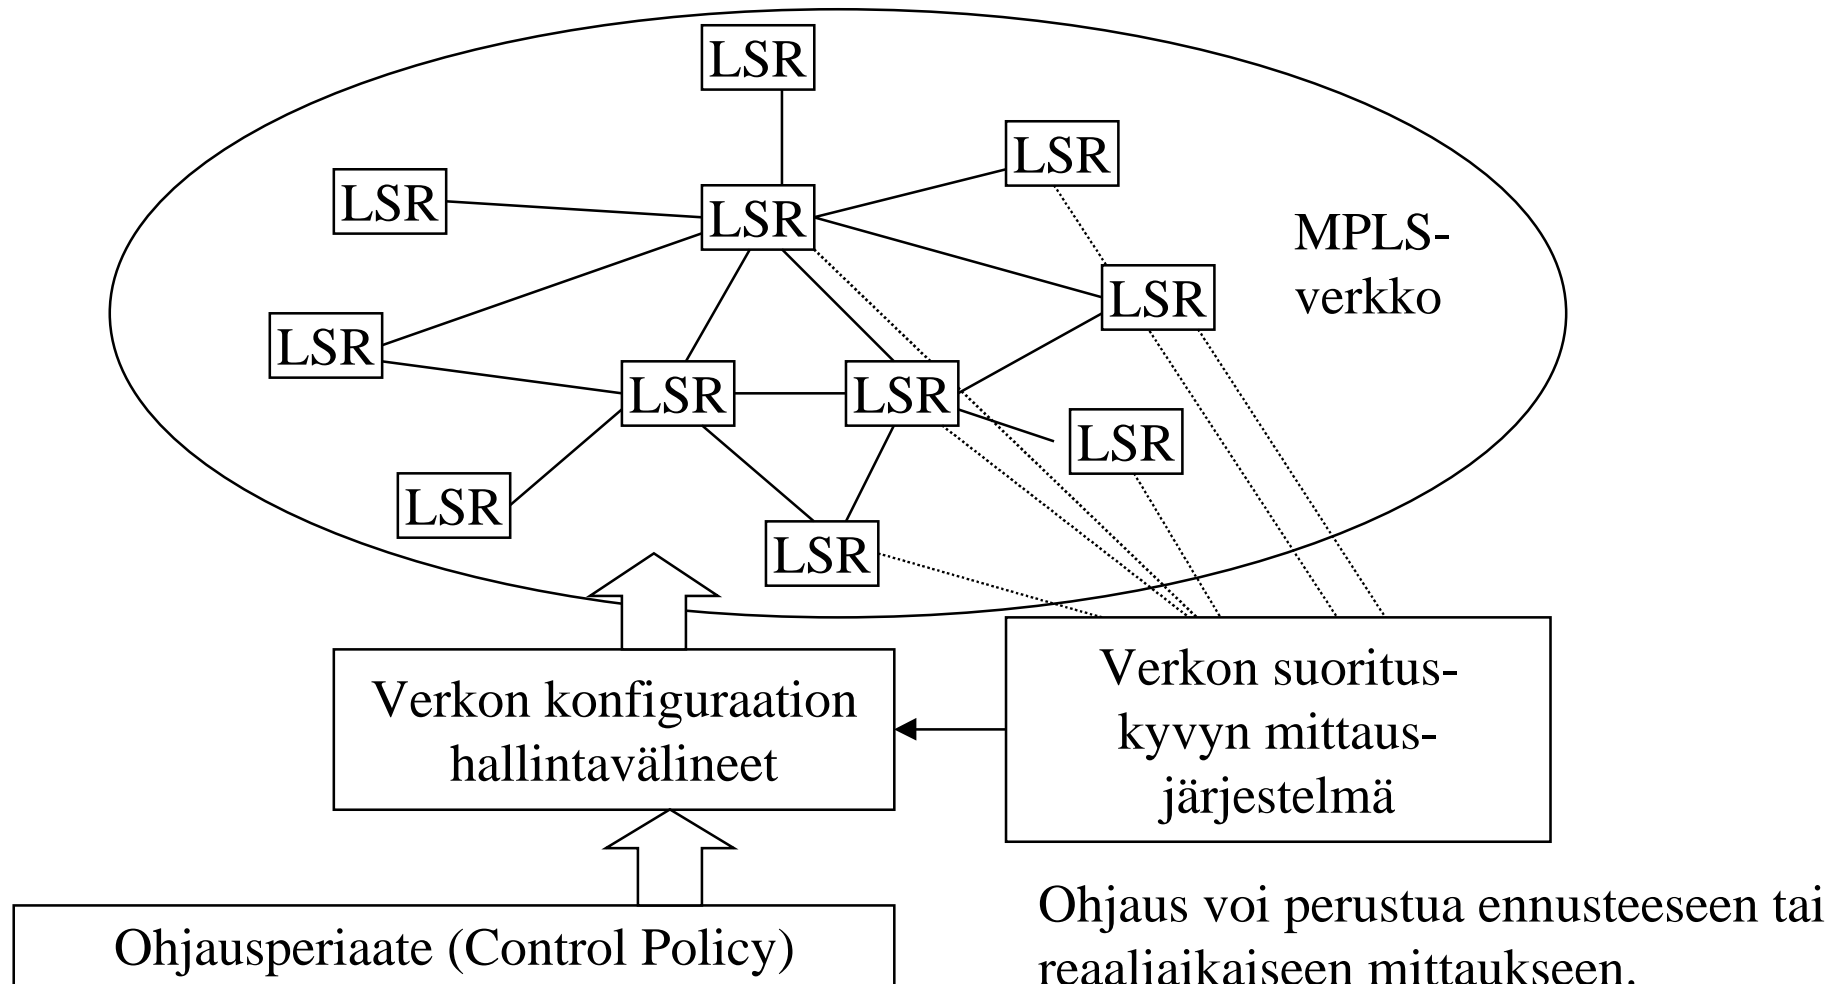 LSR
LSR
LSR
LSR
MPLS-
verkko
LSR
LSR
LSR
LSR
LSR
LSR
LSR
Verkon suoritus-
kyvyn mittaus-
järjestelmä
Verkon konfiguraation
hallintavälineet
Ohjausperiaate (Control Policy)
Ohjaus voi perustua ennusteeseen tai
reaaliaikaiseen mittaukseen.